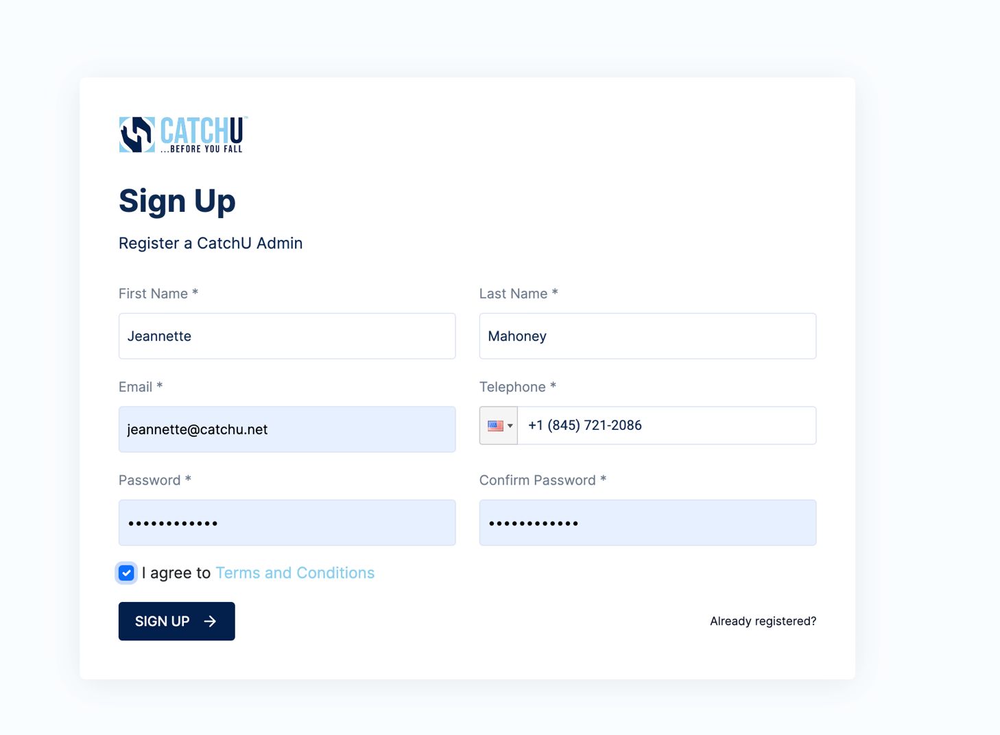 CATCHU™
...BEFORE YOU FALL
Sign Up
Register a CatchU Admin
First Name *
Last Name *
Jeannette
Mahoney
Email *
Telephone *
jeannette@catchu.net
+1 (845) 721-2086
Password *
Confirm Password *
••••••••••••
••••••••••••
I agree to Terms and Conditions
SIGN UP →
Already registered?